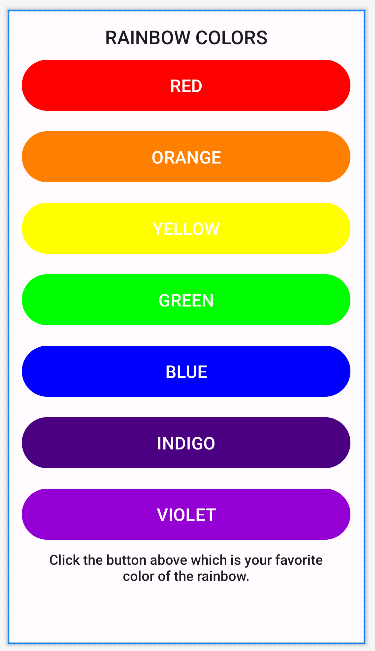 RAINBOW COLORS
RED
ORANGE
YELLOW
GREEN
BLUE
INDIGO
VIOLET
Click the button above which is your favorite
color of the rainbow.